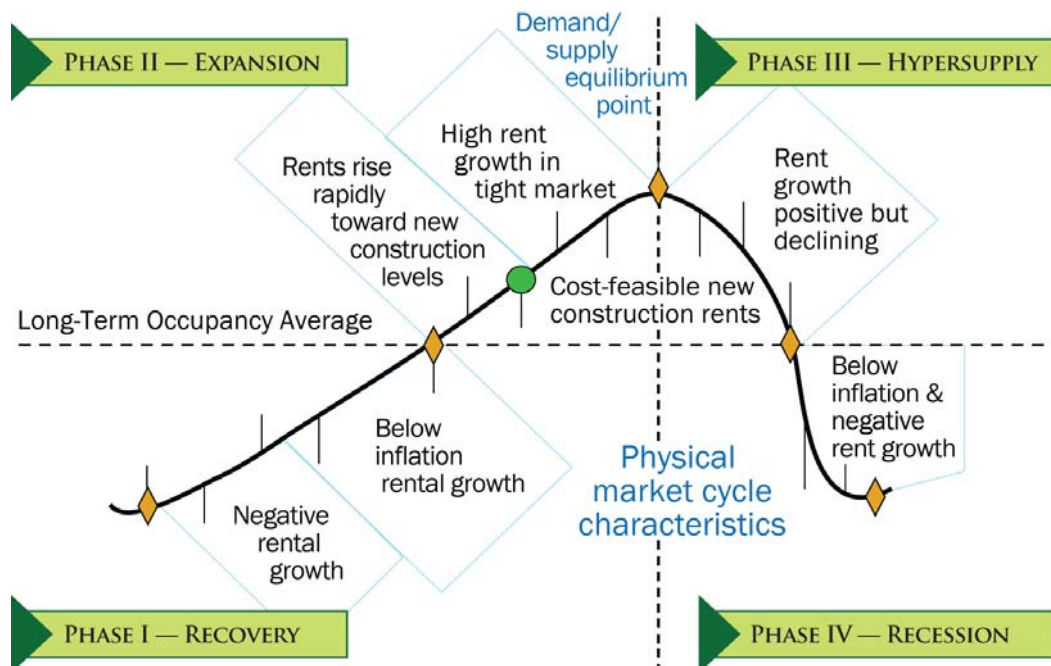 PHASE II — EXPANSION
Demand/
supply
equilibrium
point
PHASE III — HYPERSUPPLY
High rent
growth in
tight market
Rents rise
rapidly
toward new
construction
levels
Rent
growth
positive but
declining
Cost-feasible new
construction rents
Long-Term Occupancy Average
Below
inflation
rental growth
Below
inflation &
negative
rent growth
Physical
market cycle
characteristics
Negative
rental
growth
PHASE I — RECOVERY
PHASE IV — RECESSION